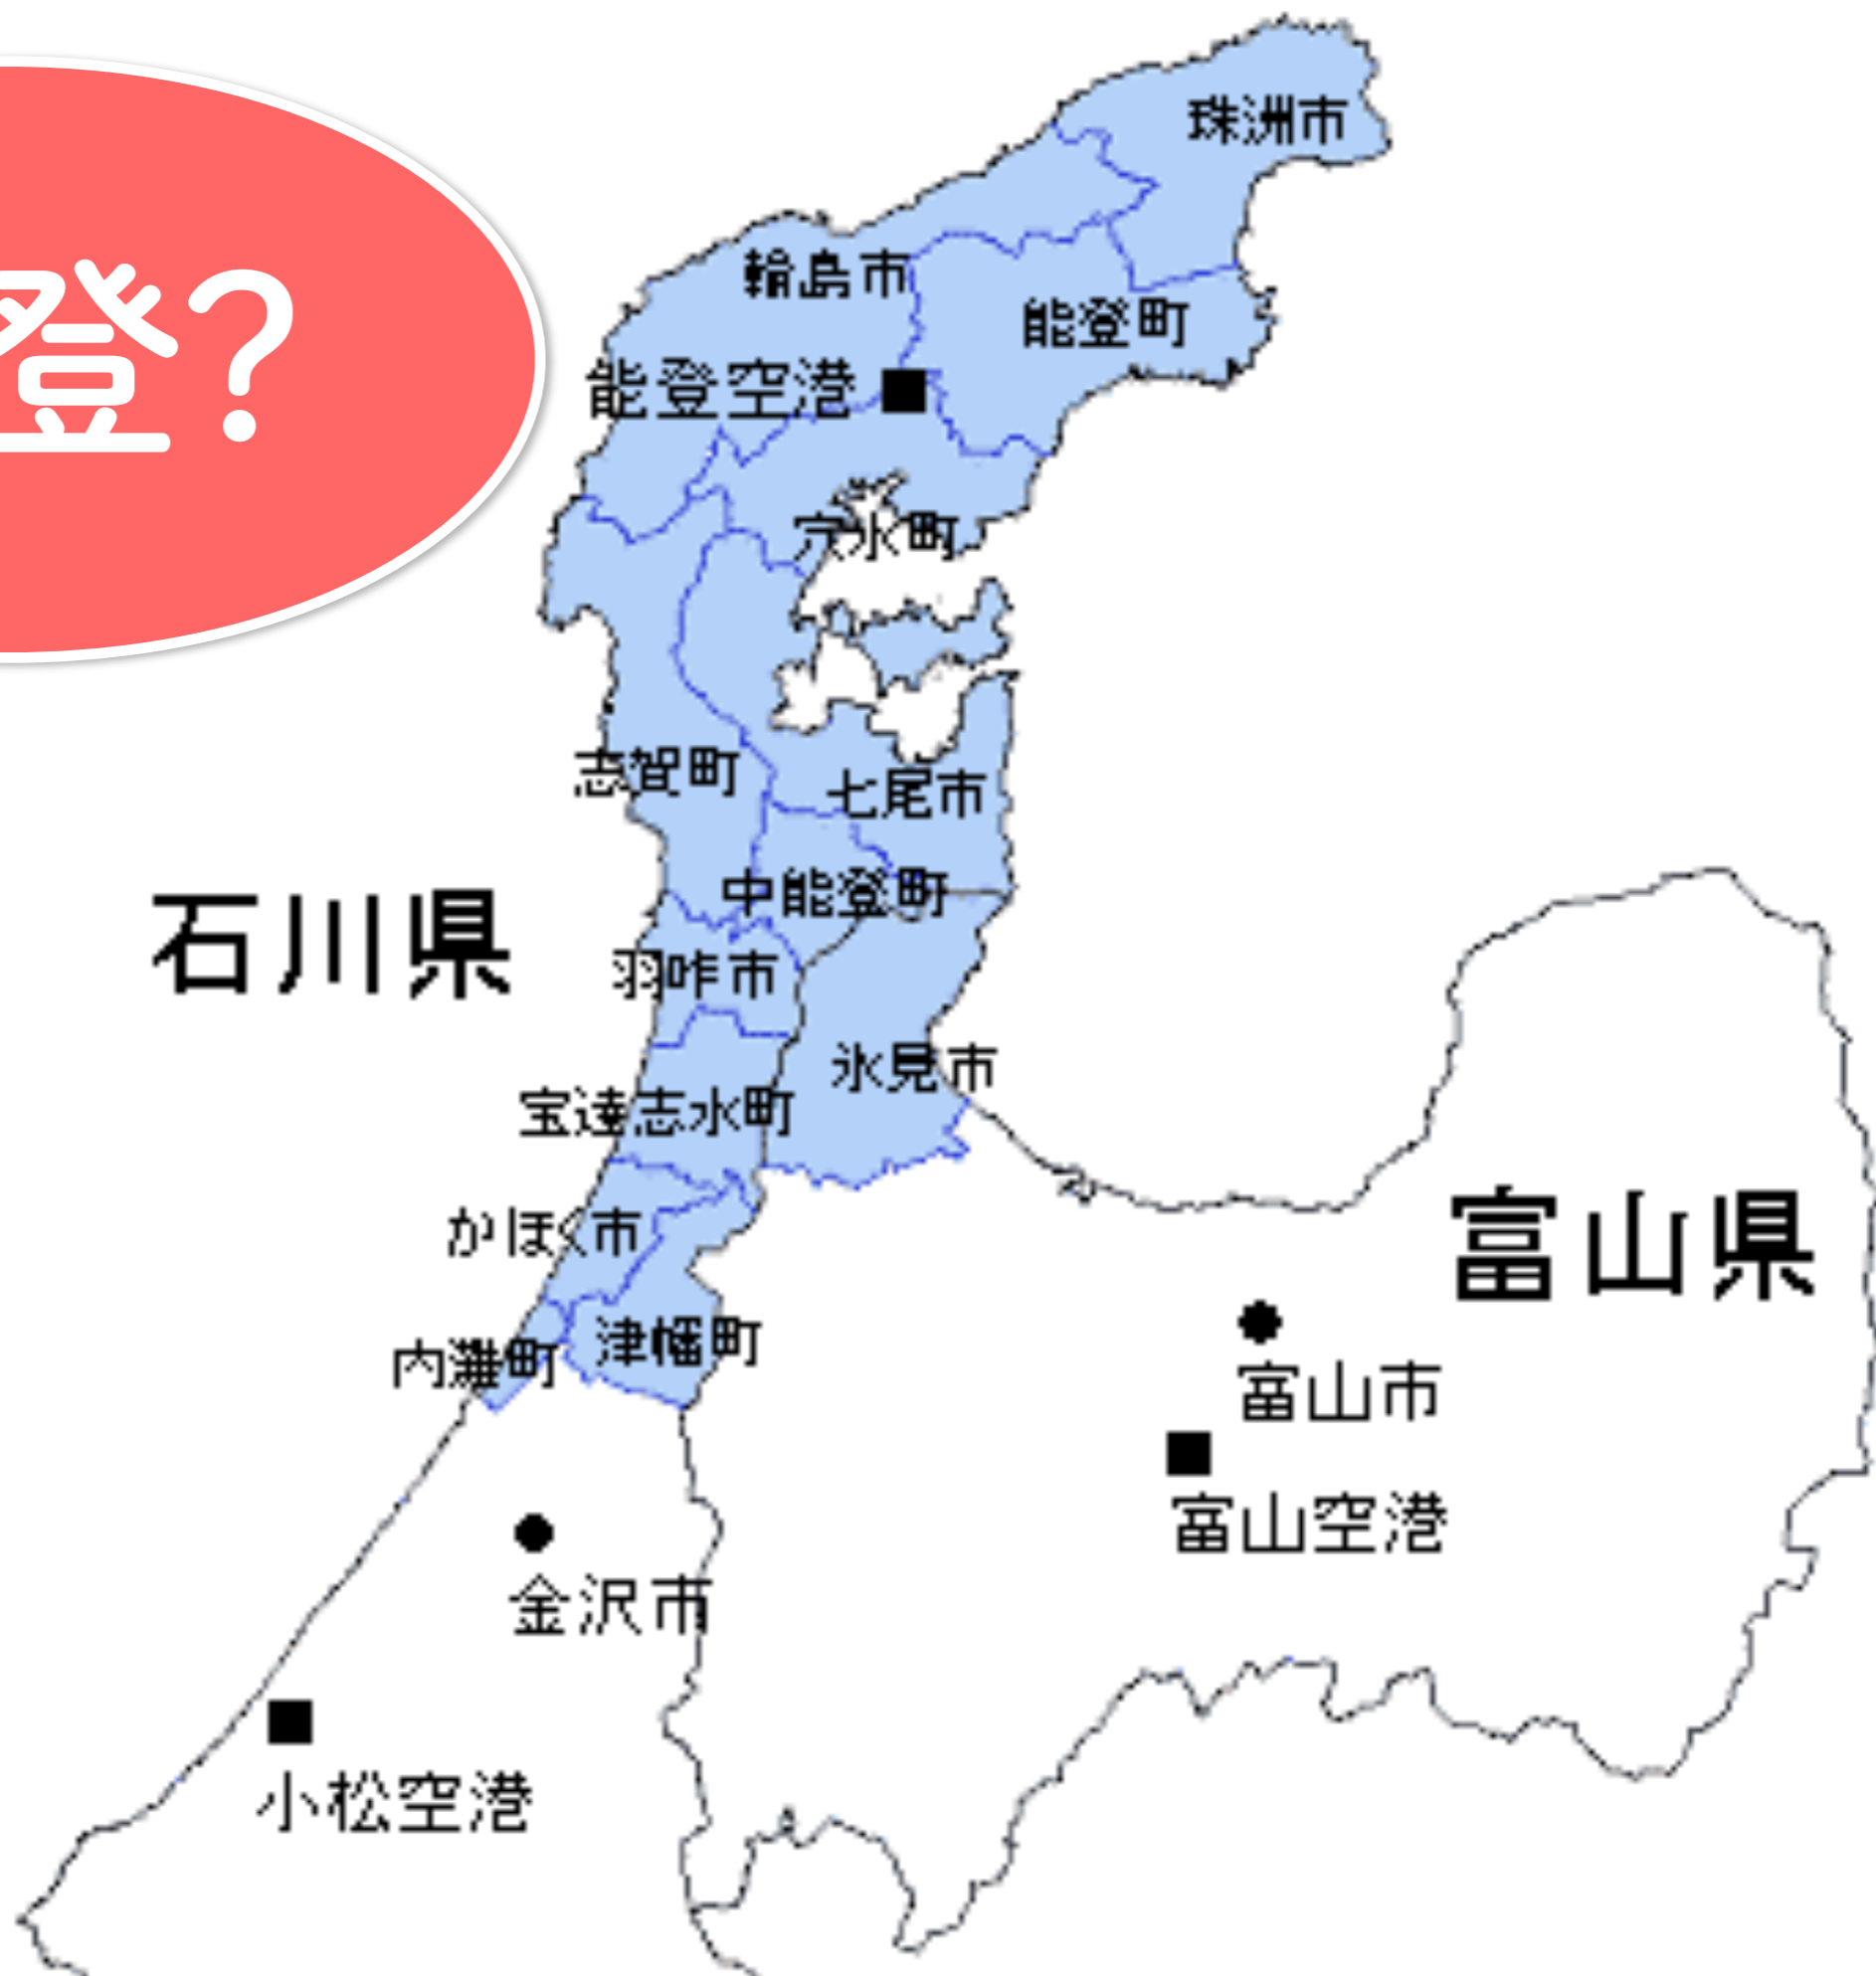 登?
珠洲市
輪島市
能登町
能登空港
穴水町
志賀町
七尾市
中能登町
石川県
羽咋市
氷見市
宝達志水町
かほく市
富山県
内灘町
津幡町
富山市
富山空港
金沢市
小松空港